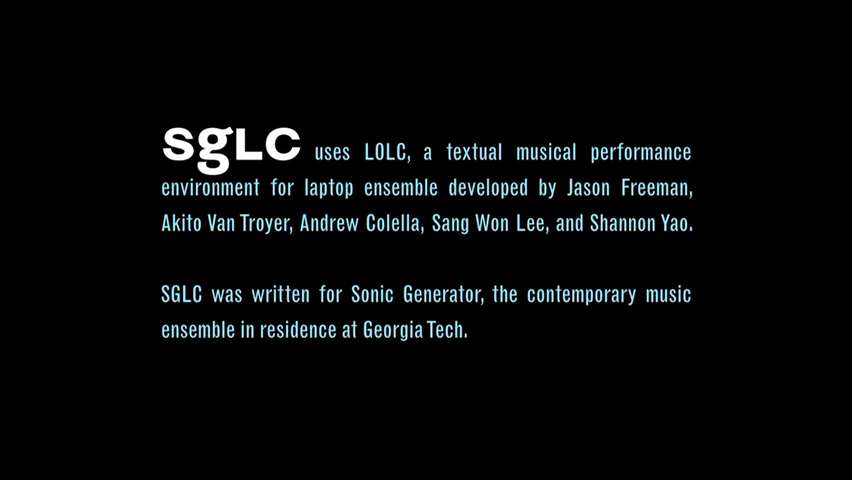 sgLC uses LOLC, a textual musical performance
environment for laptop ensemble developed by Jason Freeman,
Akito Van Troyer, Andrew Colella, Sang Won Lee, and Shannon Yao.
SGLC was written for Sonic Generator, the contemporary music
ensemble in residence at Georgia Tech.